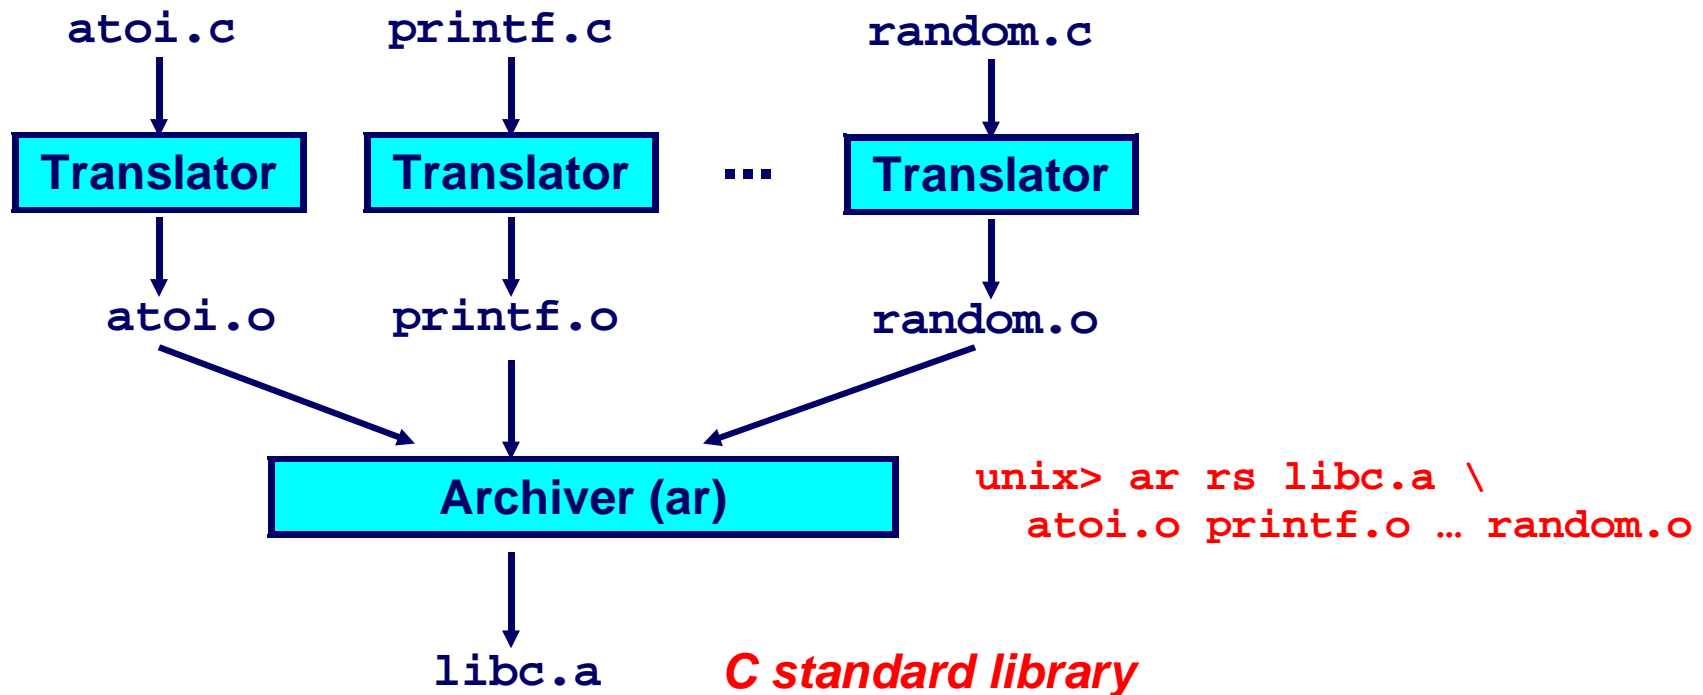 atoi.c printf.c random.c
Translator Translator ... Translator
atoi.o printf.o random.o
Archiver (ar)
unix> ar rs libc.a \
atoi.o printf.o … random.o
libc.a C standard library